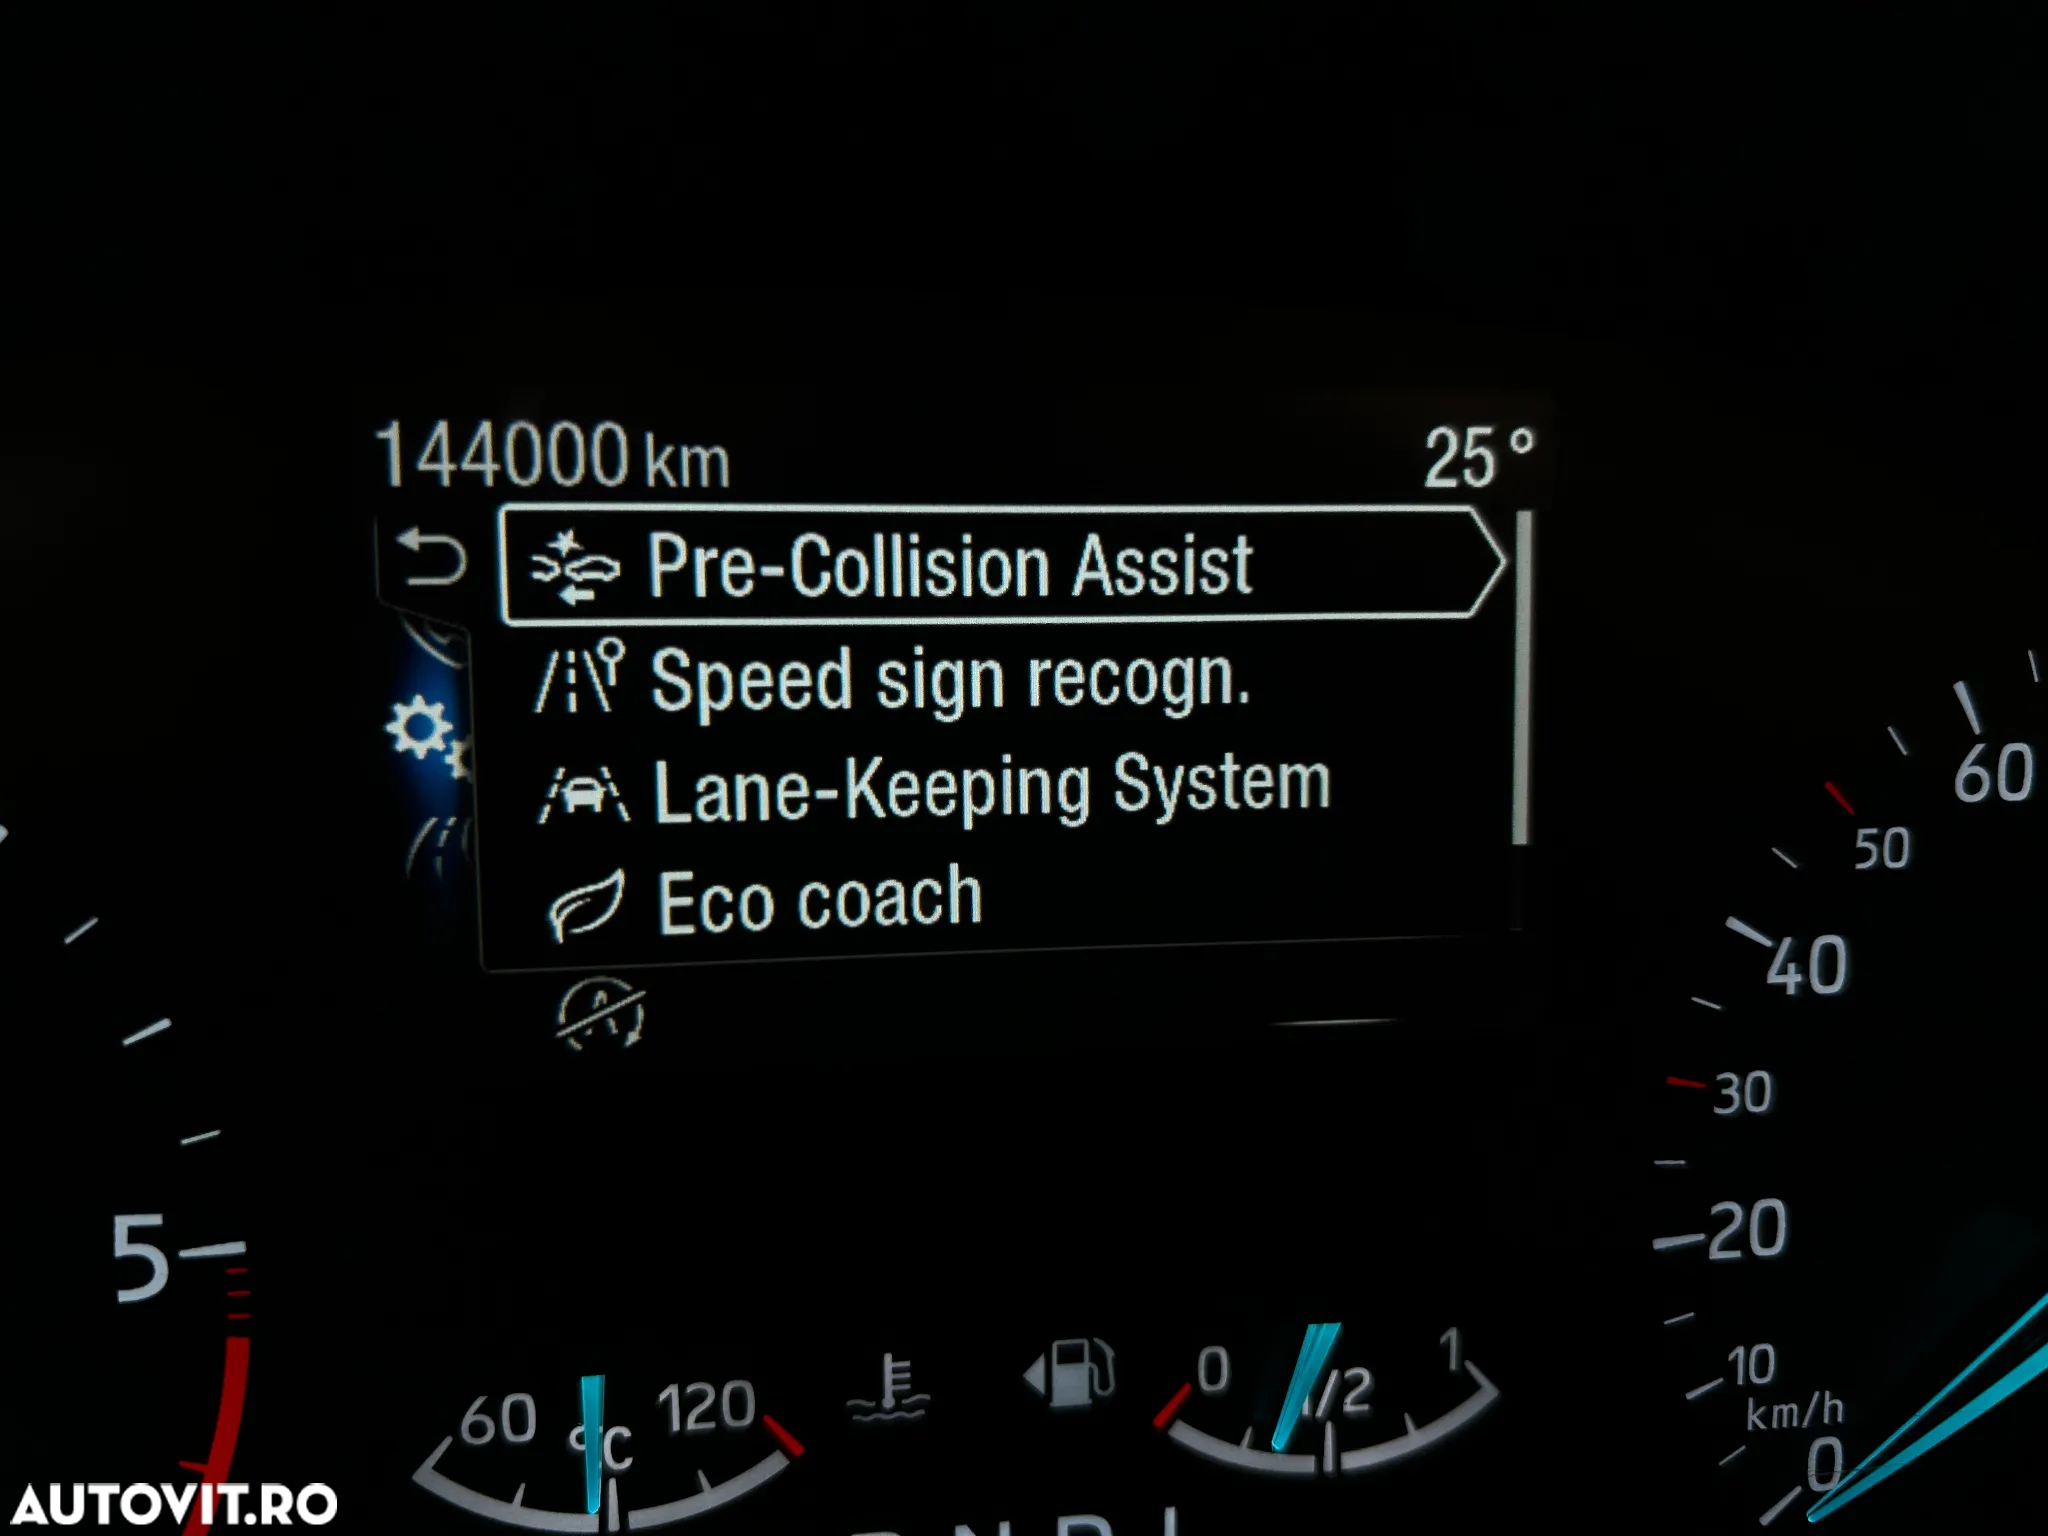 144000 km 25°
Pre-Collision Assist
Speed sign recogn.
Lane-Keeping System
Eco coach
60
50
40
30
20
10
km/h
0
5
60 °C 120
0 1/2 1
AUTOVIT.RO